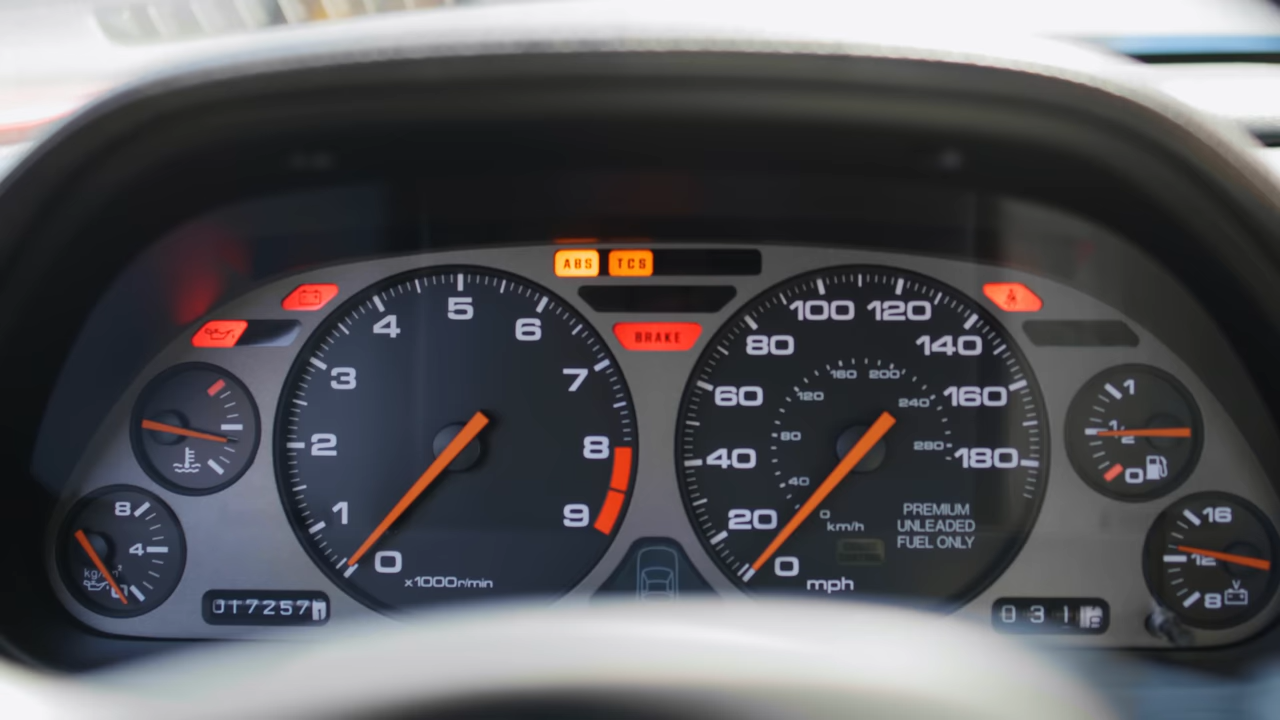 ABS TCS
BRAKE
1 2 3 4 5 6 7 8 9
0
x1000r/min
100 120
80 140
60 160
40 180
20
0
mph
160 200
120 240
80 280
40
0
km/h
PREMIUM
UNLEADED
FUEL ONLY
8
4
0
017257
1
1/2
0
16
12
8
V
031